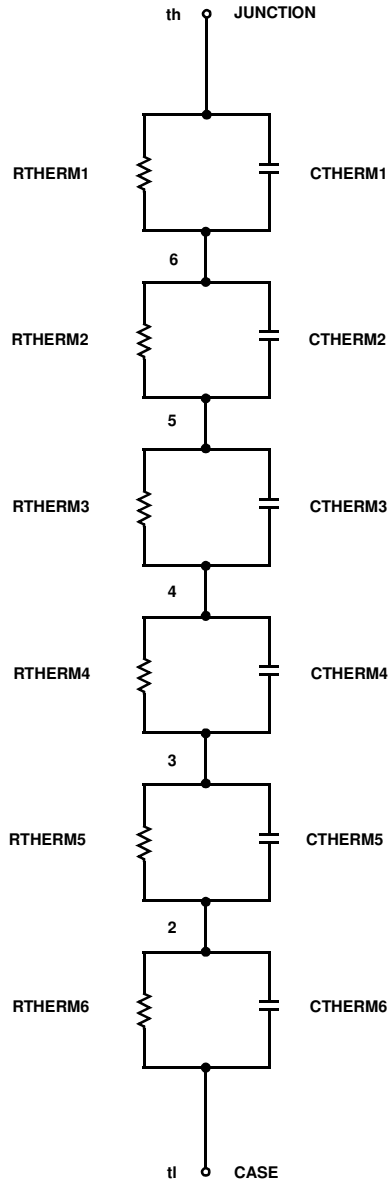 th JUNCTION
RTHERM1 CTHERM1
6
RTHERM2 CTHERM2
5
RTHERM3 CTHERM3
4
RTHERM4 CTHERM4
3
RTHERM5 CTHERM5
2
RTHERM6 CTHERM6
tl CASE